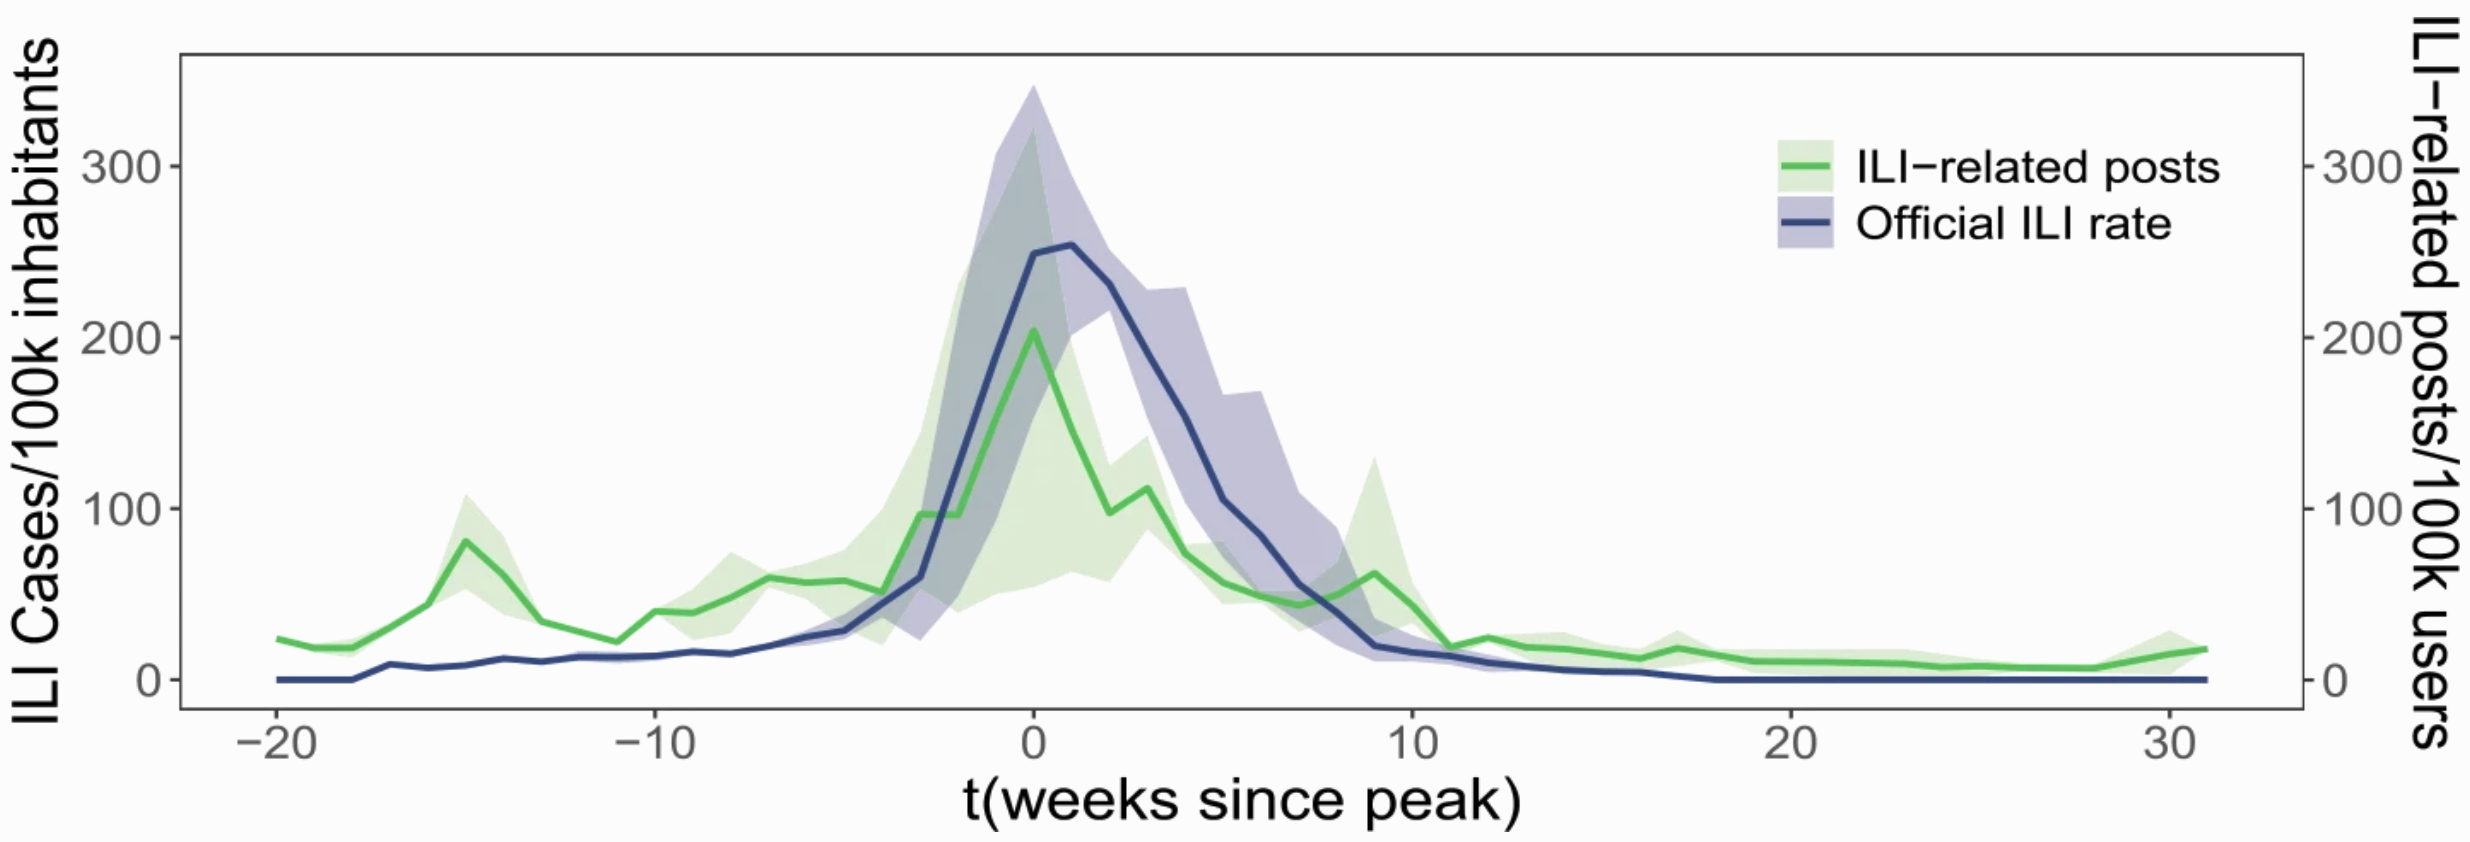 ILI Cases/100k inhabitants
300
200
100
0
−20
−10
0
10
20
30
t(weeks since peak)
ILI−related posts
Official ILI rate
300
200
100
0
ILI−related posts/100k users